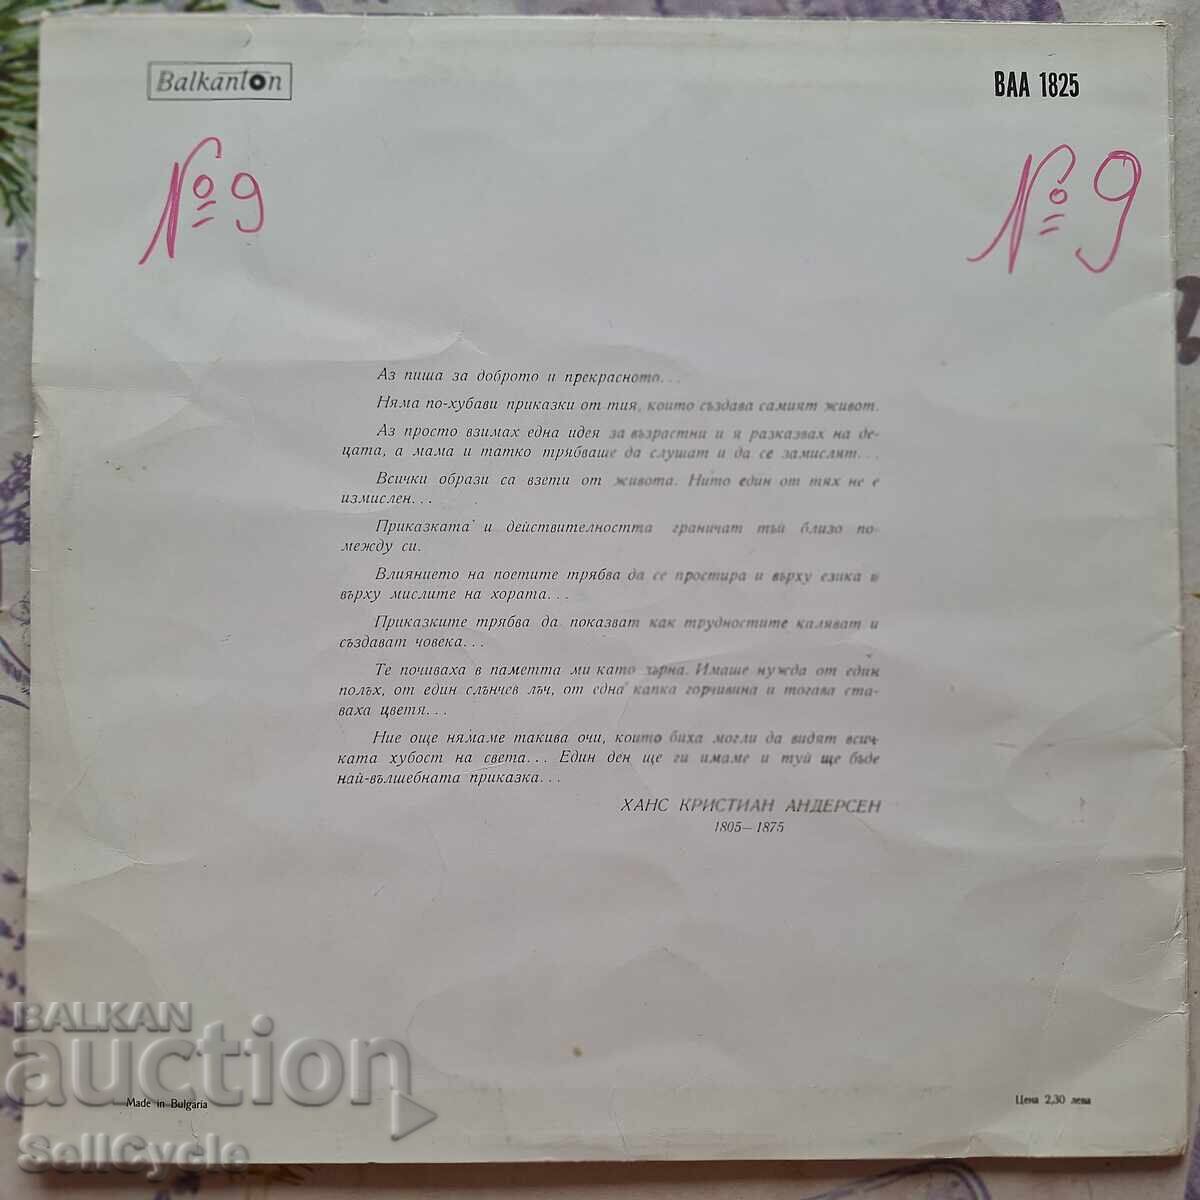 Balkanton
ВАА 1825
№ 9
№ 9
Аз пиша за доброто и прекрасното...
Няма по-хубави приказки от тия, които създава самият живот.
Аз просто взимах една идея за възрастни и я разказвах на де-
цата, а мама и татко трябваше да слушат и да се замислят...
Всички образи са взети от живота. Нито един от тях не е
измислен...
Приказката и действителността граничат тъй близо по-
между си.
Влиянието на поетите трябва да се простира и върху езика и
върху мислите на хората...
Приказките трябва да показват как трудностите каляват и
създават човека...
Те почиваха в паметта ми като зърна. Имаше нужда от един
полъх, от един слънчев лъч, от една капка горчивина и тогава ста-
ваха цветя...
Ние още нямаме такива очи, които биха могли да видят всич-
ката хубост на света... Един ден ще ги имаме и туй ще бъде
най-вълшебната приказка...
ХАНС КРИСТИАН АНДЕРСЕН
1805—1875
BALKAN
auction
Made in Bulgaria
Цена 2,30 лева
SellCycle